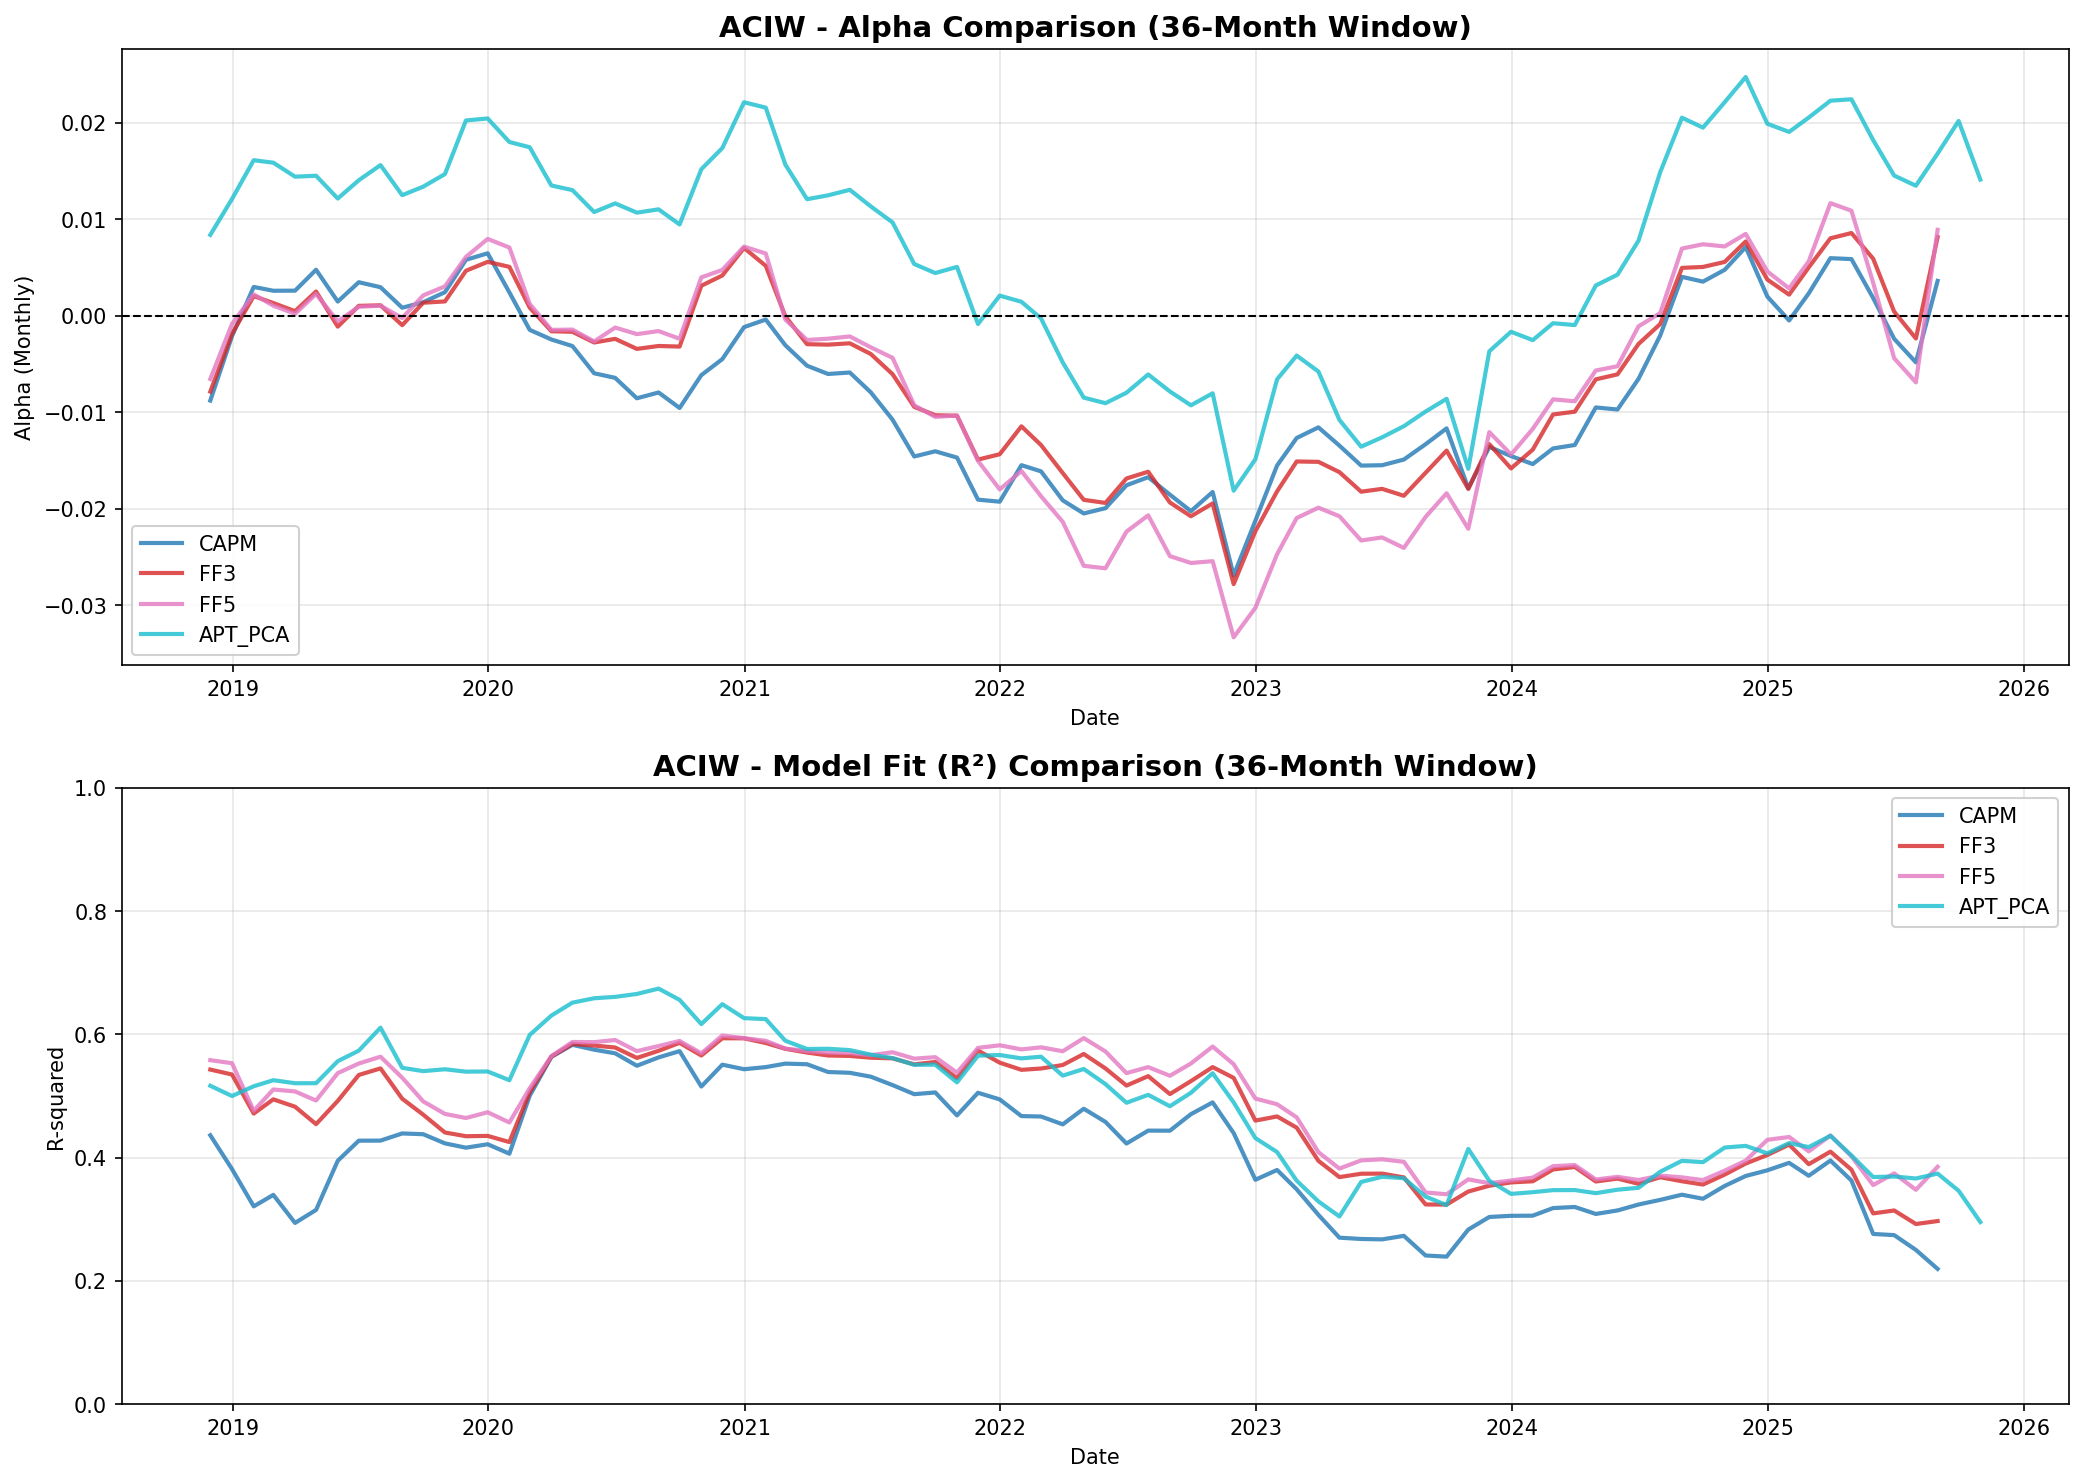 ACIW - Alpha Comparison (36-Month Window)
Alpha (Monthly)
0.02
0.01
0.00
−0.01
−0.02
−0.03
CAPM
FF3
FF5
APT_PCA
2019 2020 2021 2022 2023 2024 2025 2026
Date
ACIW - Model Fit (R²) Comparison (36-Month Window)
R-squared
1.0
0.8
0.6
0.4
0.2
0.0
CAPM
FF3
FF5
APT_PCA
2019 2020 2021 2022 2023 2024 2025 2026
Date